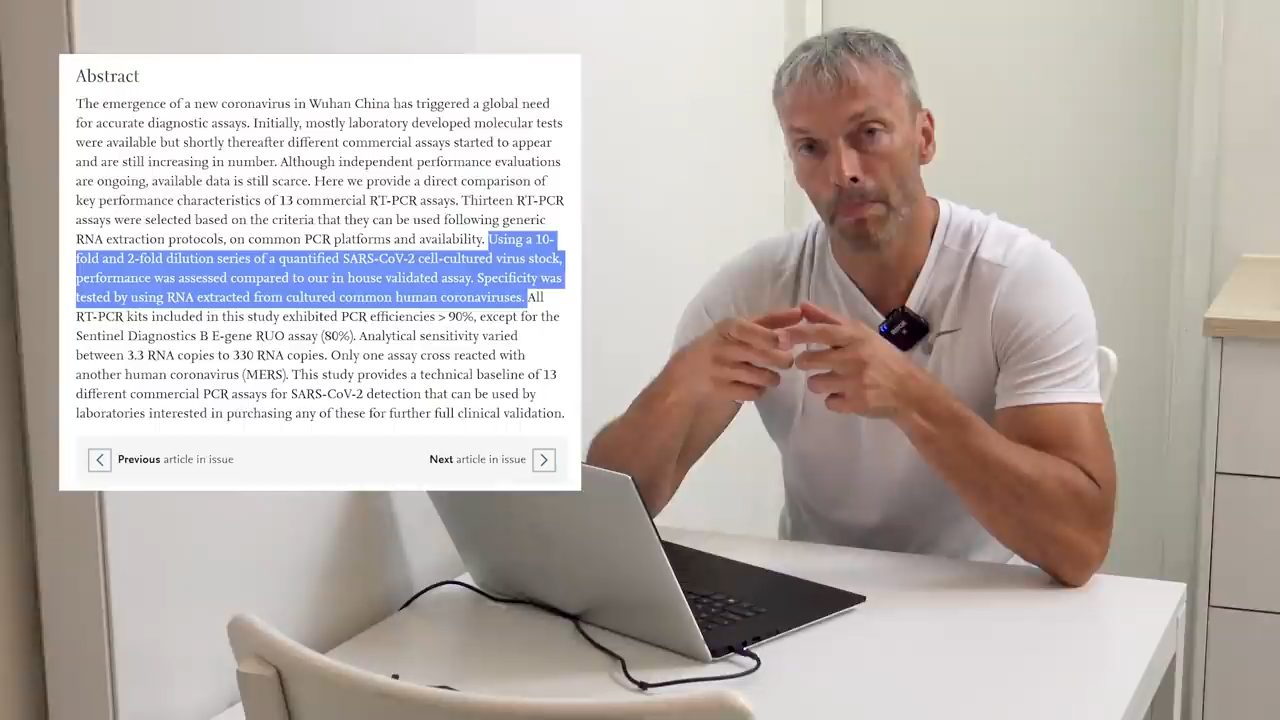 Abstract
The emergence of a new coronavirus in Wuhan China has triggered a global need
for accurate diagnostic assays. Initially, mostly laboratory developed molecular tests
were available but shortly thereafter different commercial assays started to appear
and are still increasing in number. Although independent performance evaluations
are ongoing, available data is still scarce. Here we provide a direct comparison of
key performance characteristics of 13 commercial RT-PCR assays. Thirteen RT-PCR
assays were selected based on the criteria that they can be used following generic
RNA extraction protocols, on common PCR platforms and availability. Using a 10-
fold and 2-fold dilution series of a quantified SARS-CoV-2 cell-cultured virus stock,
performance was assessed compared to our in house validated assay. Specificity was
tested by using RNA extracted from cultured common human coronaviruses. All
RT-PCR kits included in this study exhibited PCR efficiencies > 90%, except for the
Sentinel Diagnostics B E-gene RUO assay (80%). Analytical sensitivity varied
between 3.3 RNA copies to 330 RNA copies. Only one assay cross reacted with
another human coronavirus (MERS). This study provides a technical baseline of 13
different commercial PCR assays for SARS-CoV-2 detection that can be used by
laboratories interested in purchasing any of these for further full clinical validation.
Previous article in issue
Next article in issue